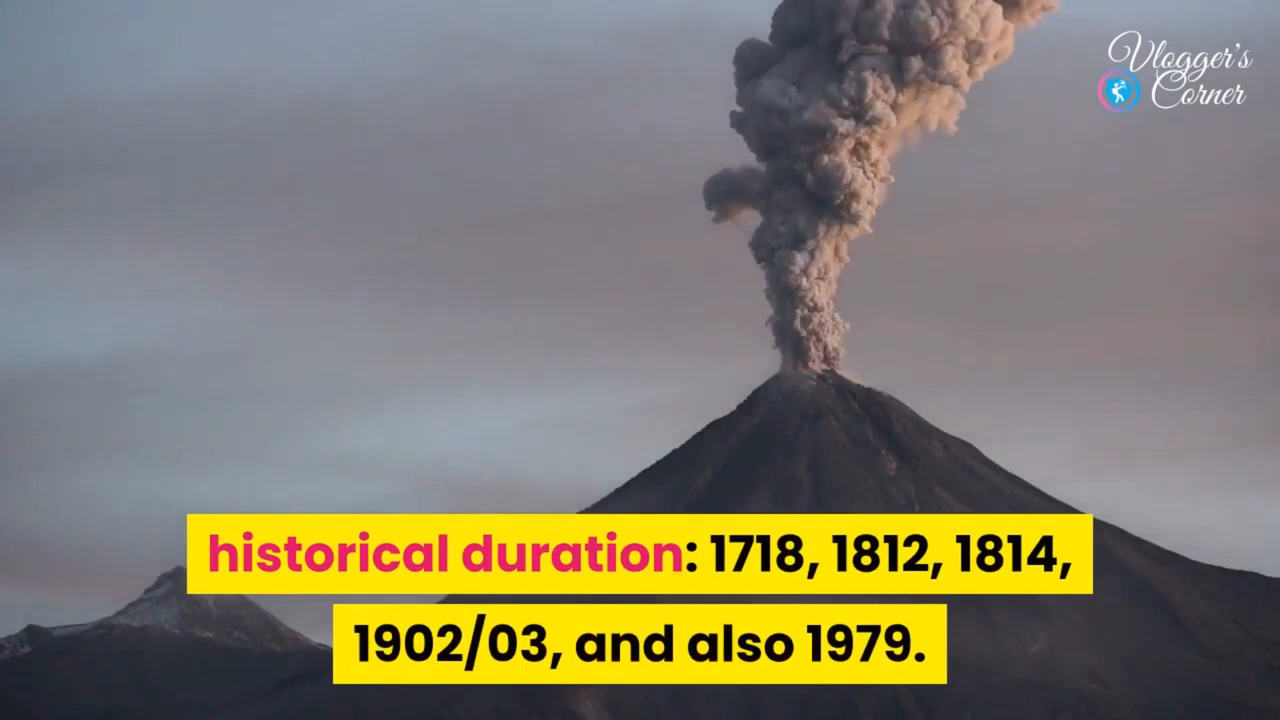 Vlogger's
Corner
historical duration: 1718, 1812, 1814,
1902/03, and also 1979.